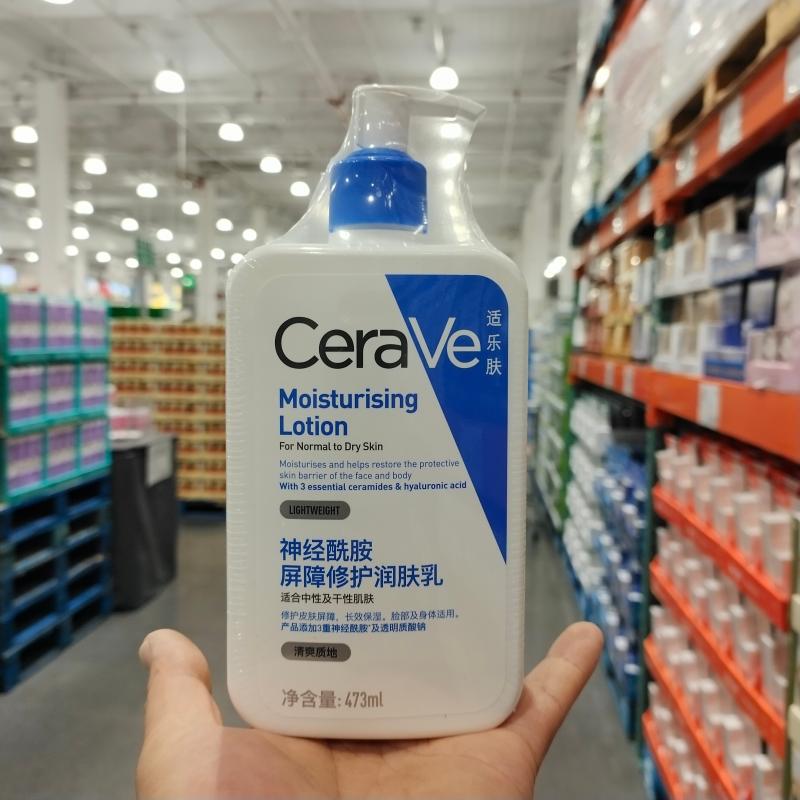 CeraVe
适乐肤
Moisturising
Lotion
For Normal to Dry Skin
Moisturises and helps restore the protective
skin barrier of the face and body
With 3 essential ceramides & hyaluronic acid
LIGHTWEIGHT
神经酰胺
屏障修护润肤乳
适合中性及干性肌肤
修护皮肤屏障，长效保湿。脸部及身体适用。
产品添加3重神经酰胺*及透明质酸钠
清爽质地
净含量: 473ml